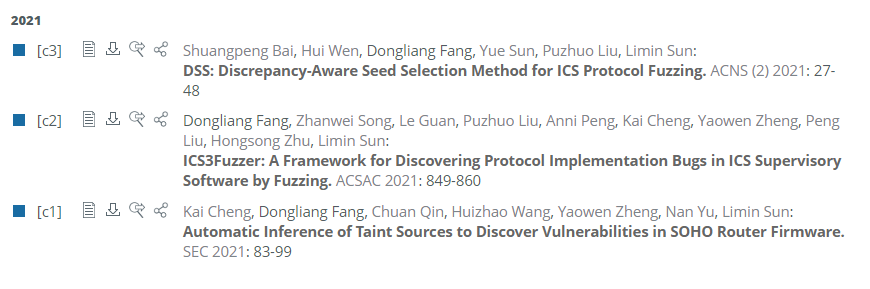 2021
[c3] Shuangpeng Bai, Hui Wen, Dongliang Fang, Yue Sun, Puzhuo Liu, Limin Sun:
DSS: Discrepancy-Aware Seed Selection Method for ICS Protocol Fuzzing. ACNS (2) 2021: 27-
48
[c2] Dongliang Fang, Zhanwei Song, Le Guan, Puzhuo Liu, Anni Peng, Kai Cheng, Yaowen Zheng, Peng
Liu, Hongsong Zhu, Limin Sun:
ICS3Fuzzer: A Framework for Discovering Protocol Implementation Bugs in ICS Supervisory
Software by Fuzzing. ACSAC 2021: 849-860
[c1] Kai Cheng, Dongliang Fang, Chuan Qin, Huizhao Wang, Yaowen Zheng, Nan Yu, Limin Sun:
Automatic Inference of Taint Sources to Discover Vulnerabilities in SOHO Router Firmware.
SEC 2021: 83-99